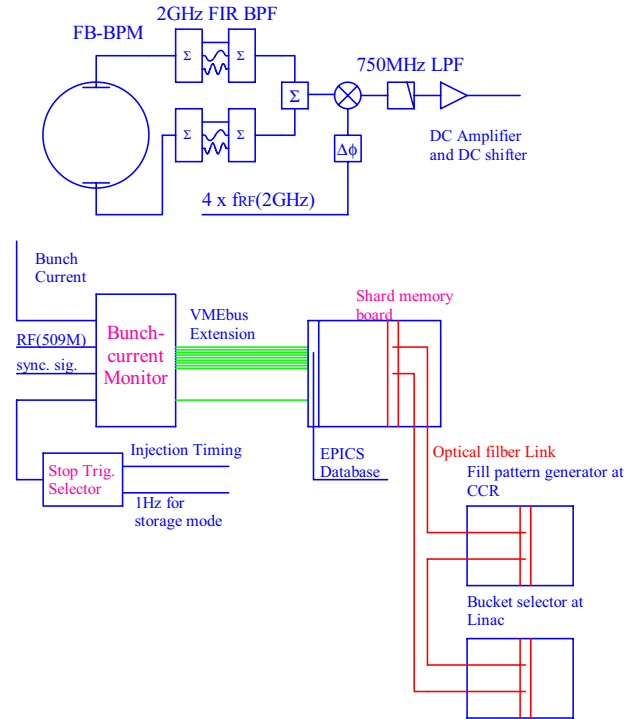 2GHz FIR BPF
FB-BPM
750MHz LPF
Σ
Σ
Σ
Σ
Σ
Δϕ
DC Amplifier
and DC shifter
4 x fRF(2GHz)
Bunch
Current
RF(509M)
sync. sig.
Bunch-
current
Monitor
VMEbus
Extension
Shard memory
board
Stop Trig.
Selector
Injection Timing
1Hz for
storage mode
EPICS
Database
Optical filber Link
Fill pattern generator at
CCR
Bucket selector at
Linac